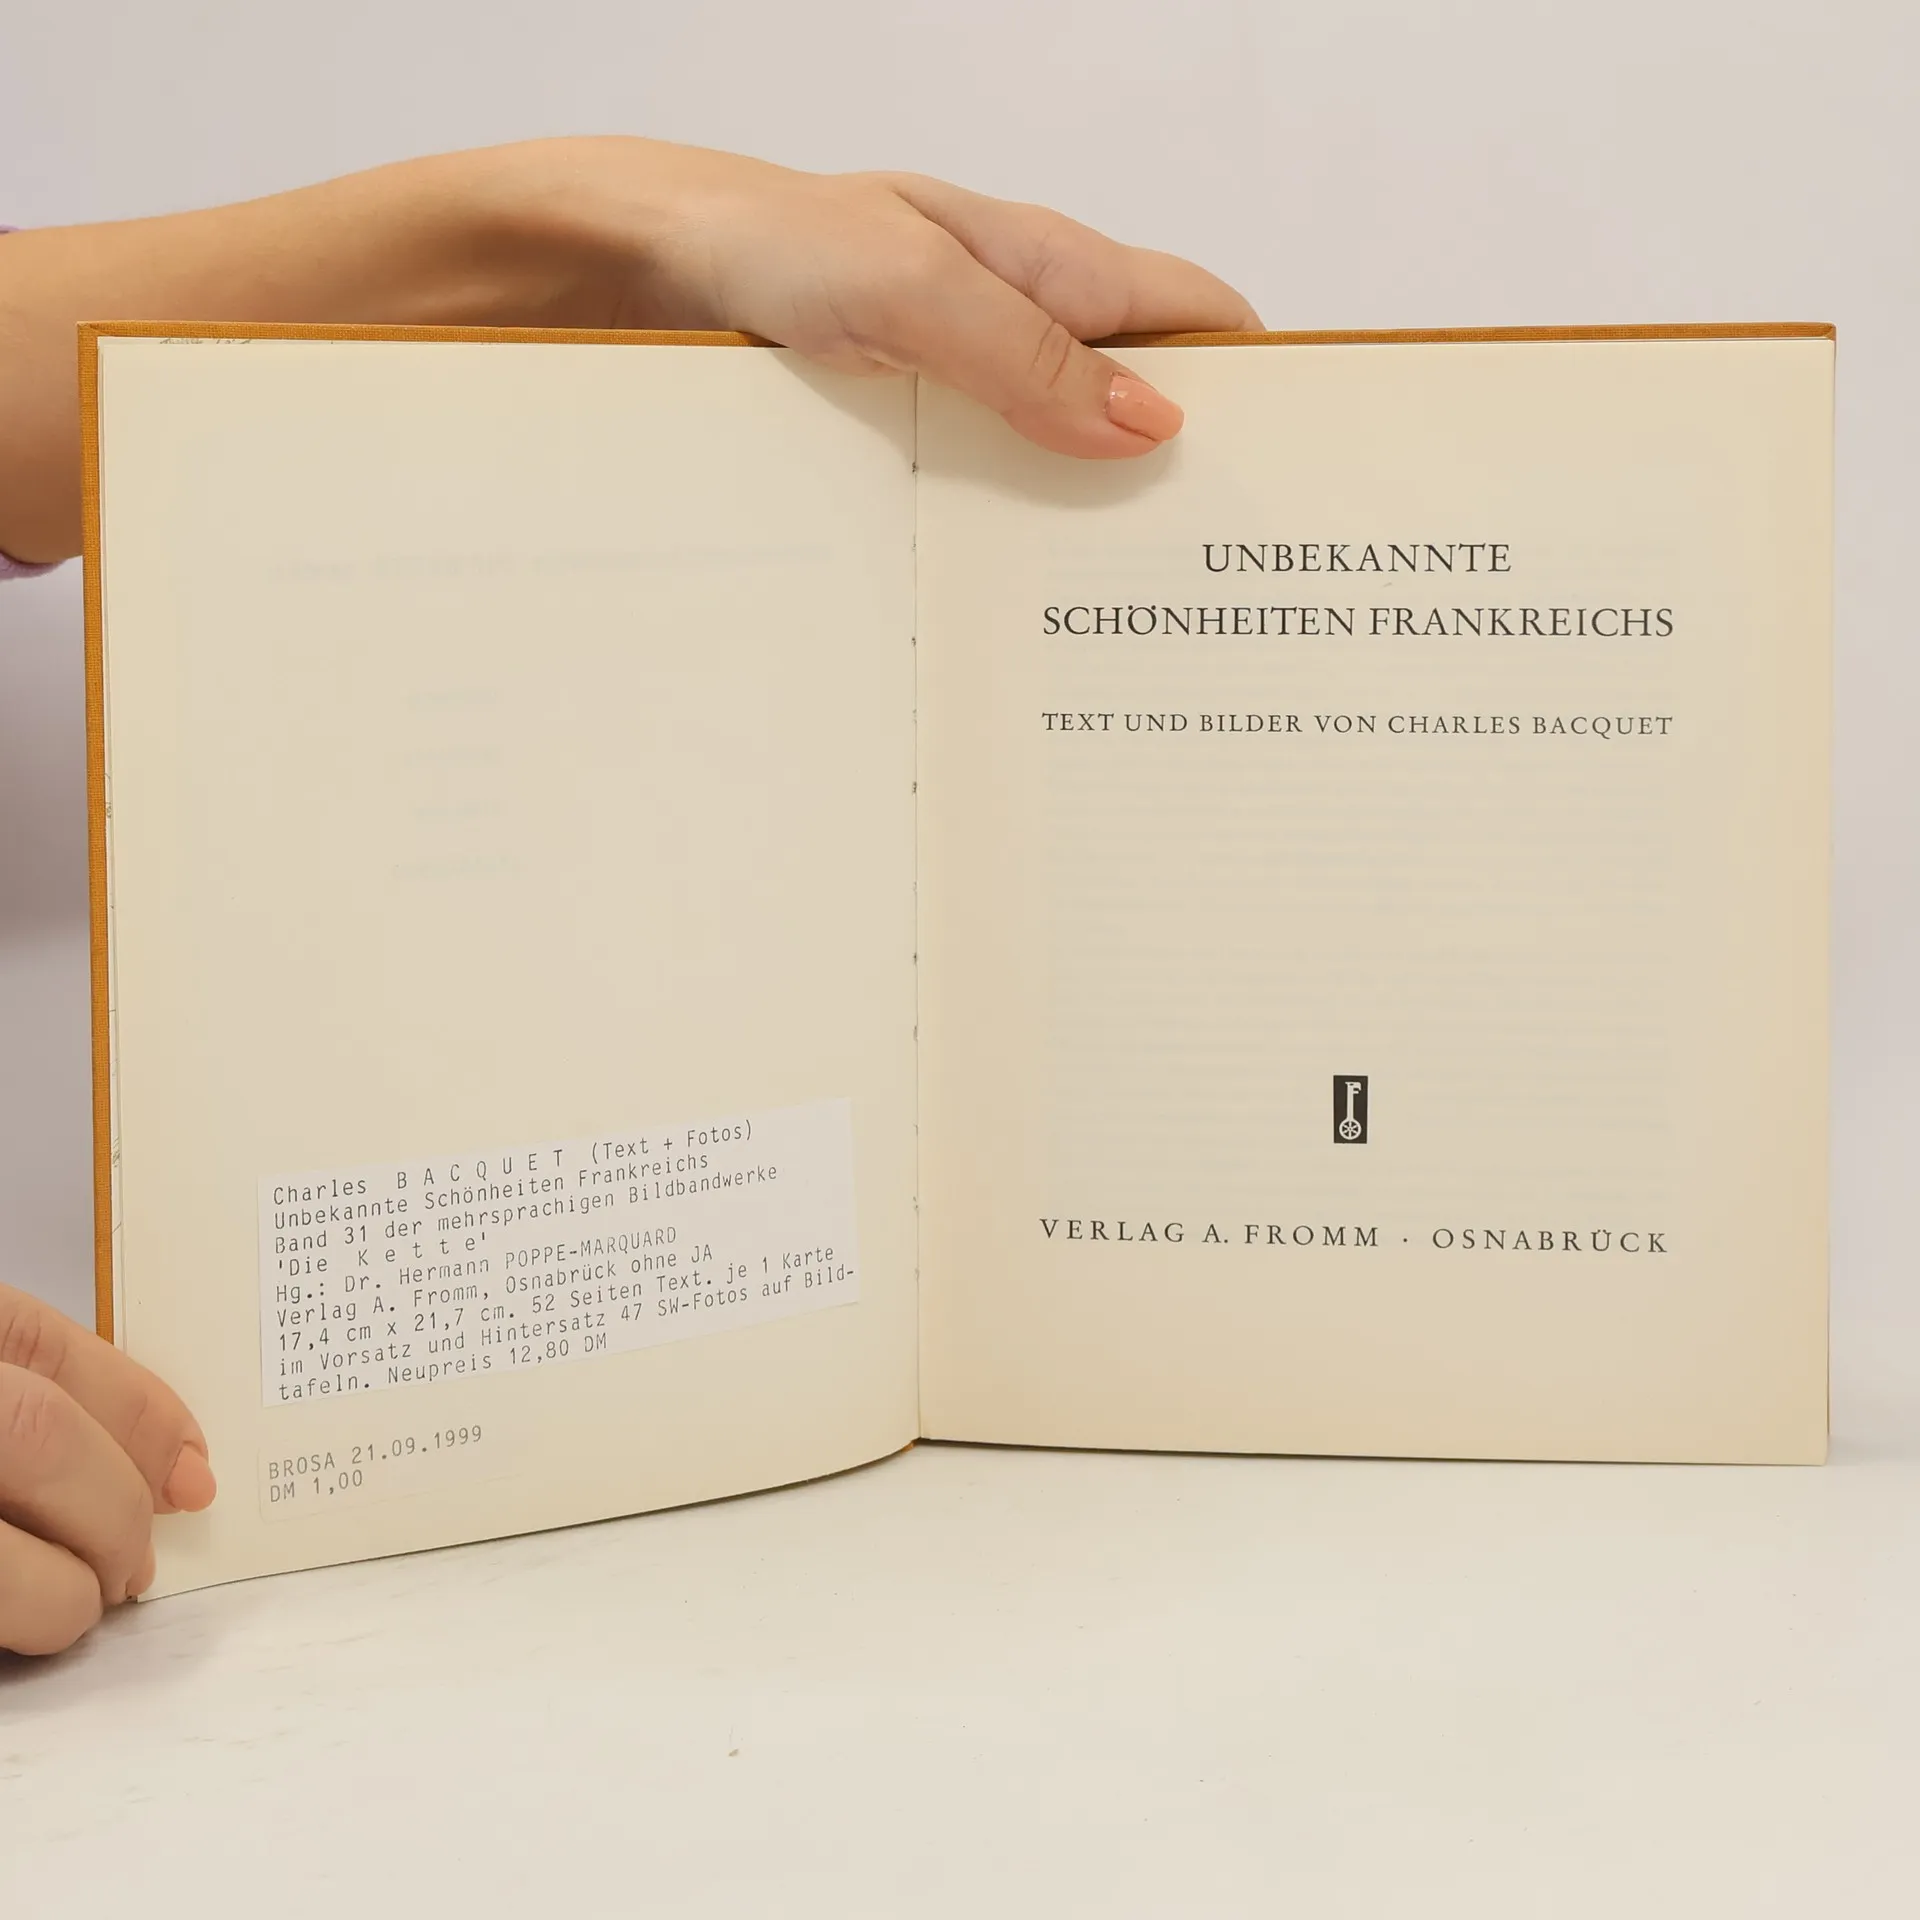 Charles B A C Q U E T (Text + Fotos)
Unbekannte Schönheiten Frankreichs
Band 31 der mehrsprachigen Bildbandwerke
'Die K e t t e'
Hg.: Dr. Hermann POPPE-MARQUARD
Verlag A. Fromm, Osnabrück ohne JA
17,4 cm x 21,7 cm. 52 Seiten Text. je 1 Karte
im Vorsatz und Hintersatz 47 SW-Fotos auf Bild-
tafeln. Neupreis 12,80 DM
BROSA 21.09.1999
DM 1,00
UNBEKANNTE
SCHÖNHEITEN FRANKREICHS
TEXT UND BILDER VON CHARLES BACQUET
VERLAG A. FROMM · OSNABRÜCK